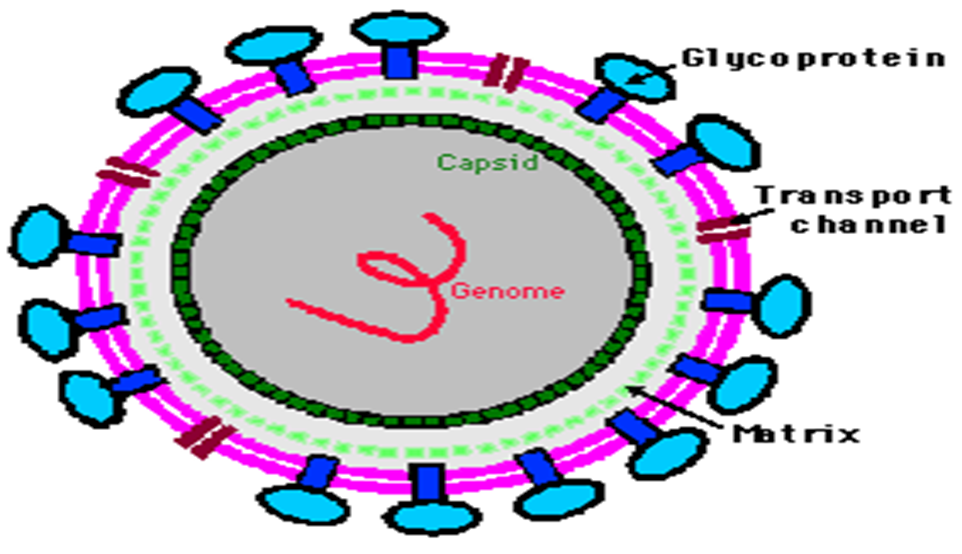 Glycoprotein
Capsid
Transport
channel
Genome
Matrix